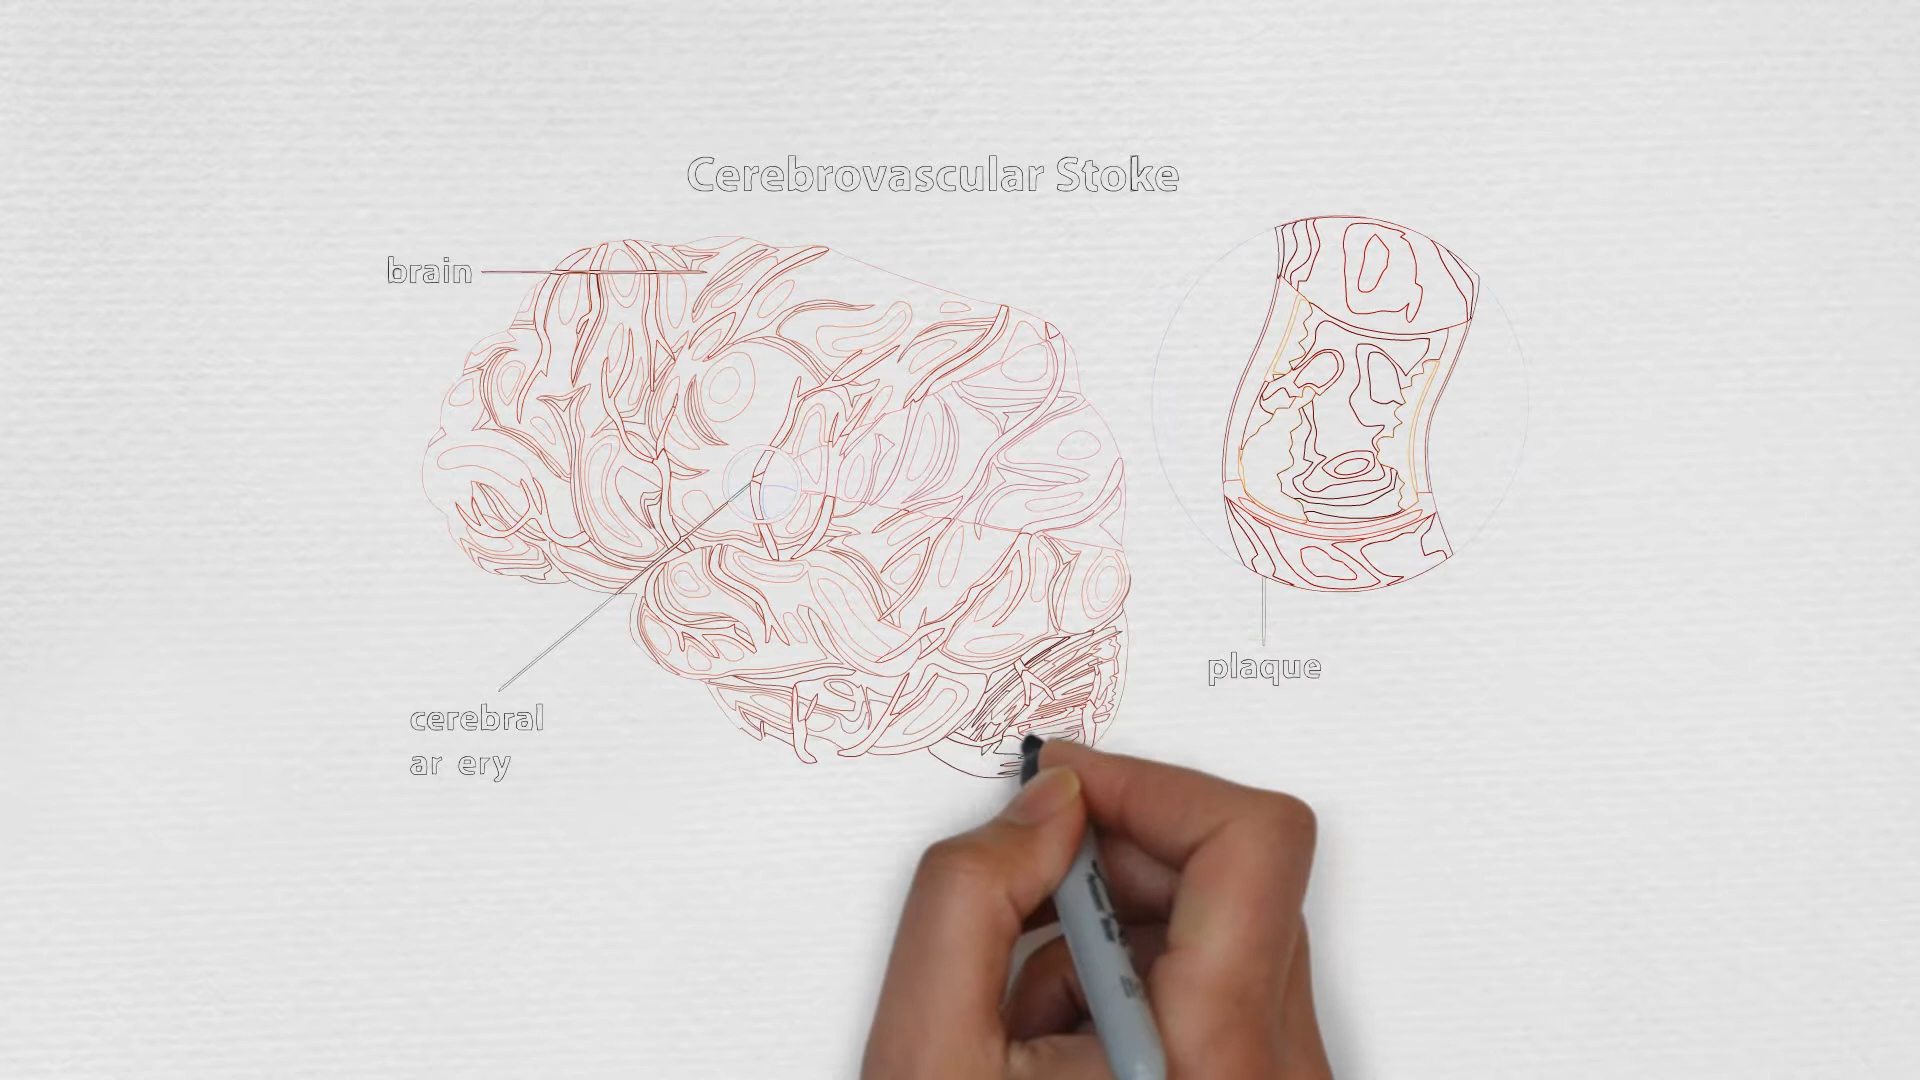 Cerebrovascular Stoke
brain
cerebral
ar ery
plaque